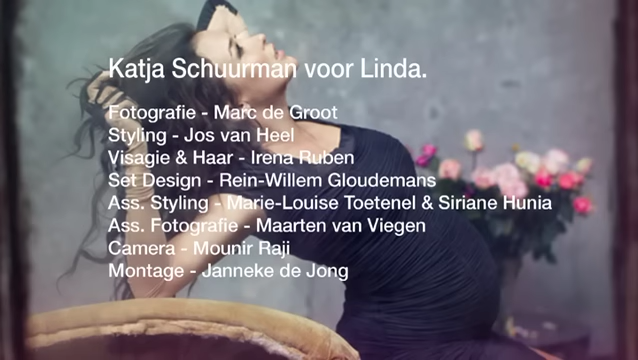 Katja Schuurman voor Linda.
Fotografie - Marc de Groot
Styling - Jos van Heel
Visagie & Haar - Irena Ruben
Set Design - Rein-Willem Gloudemans
Ass. Styling - Marie-Louise Toetenel & Siriane Hunia
Ass. Fotografie - Maarten van Viegen
Camera - Mounir Raji
Montage - Janneke de Jong